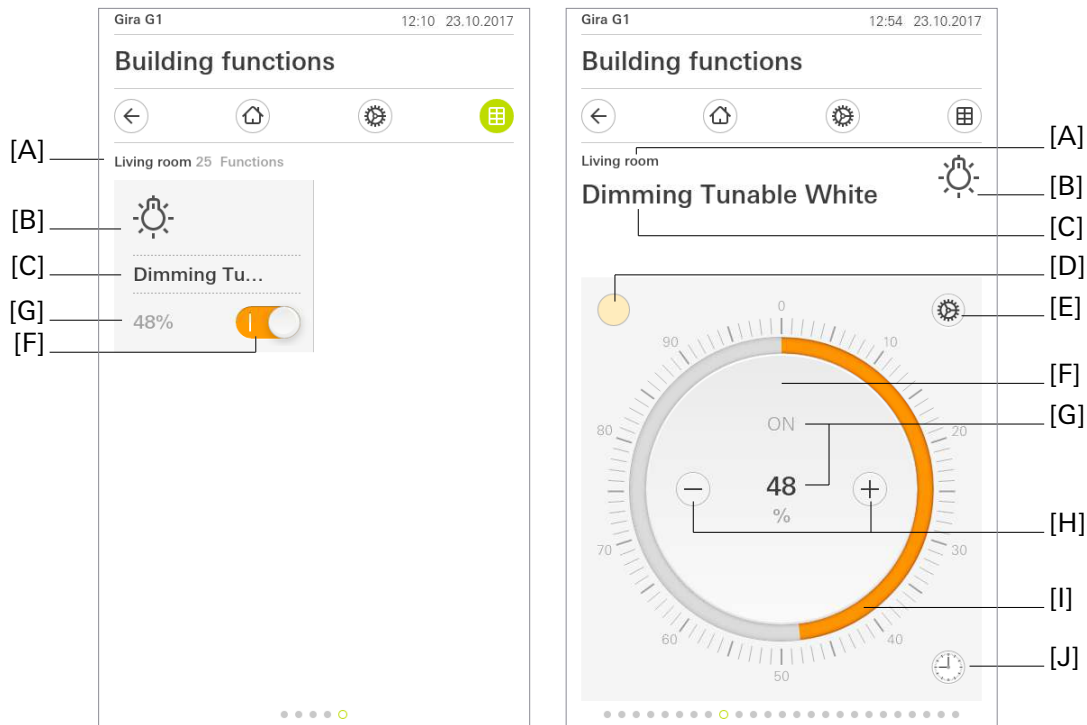 Gira G1 12:10 23.10.2017
Building functions
[A]
Living room 25 Functions
[B]
[C]
Dimming Tu...
[G]
48%
[F]
Gira G1 12:54 23.10.2017
Building functions
[A]
Living room
[B]
Dimming Tunable White
[C]
[D]
[E]
0
90
10
[F]
ON
[G]
80
20
48
%
[H]
70
30
[I]
60
40
[J]
50